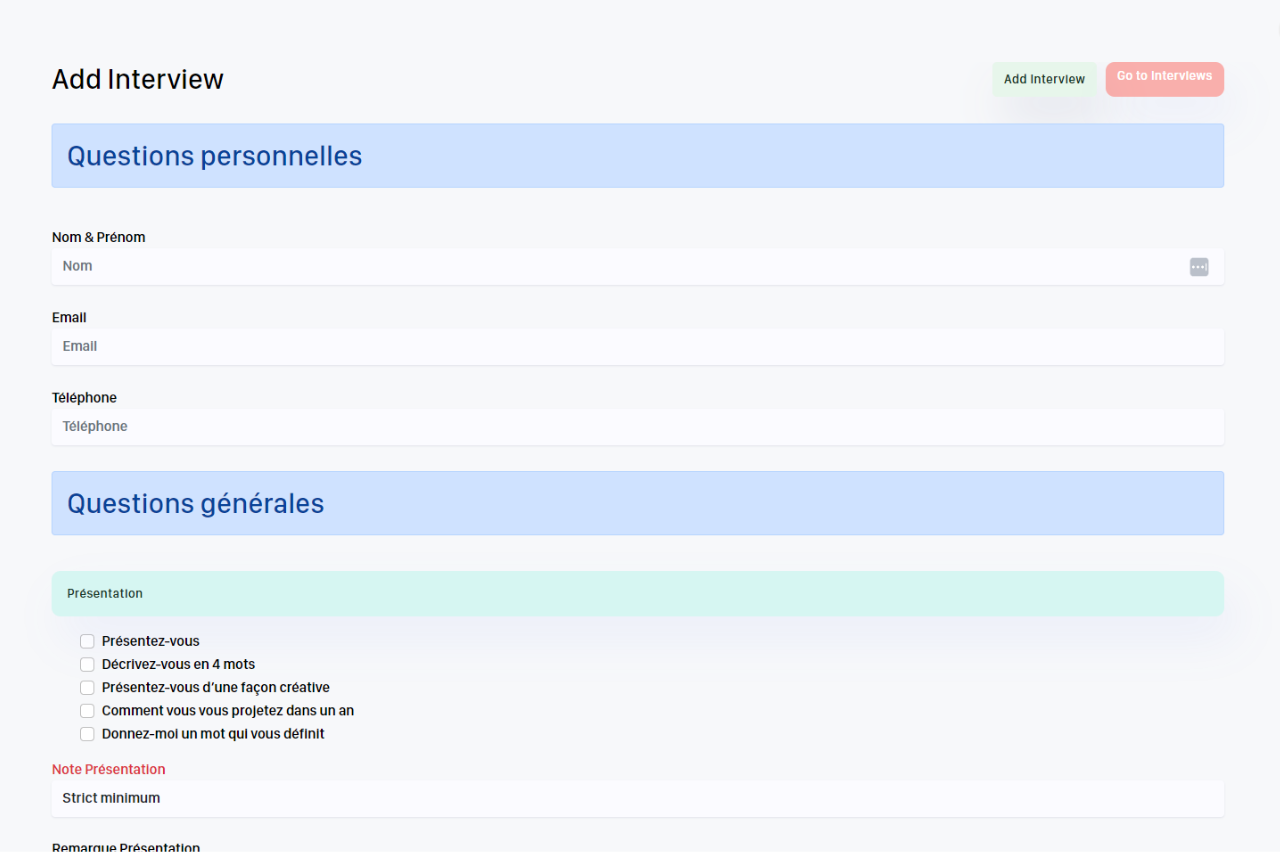 Add Interview
Add Interview
Go to Interviews
Questions personnelles
Nom & Prénom
Nom
Email
Email
Téléphone
Téléphone
Questions générales
Présentation
Présentez-vous
Décrivez-vous en 4 mots
Présentez-vous d'une façon créative
Comment vous vous projetez dans un an
Donnez-moi un mot qui vous définit
Note Présentation
Strict minimum
Remarque Présentation